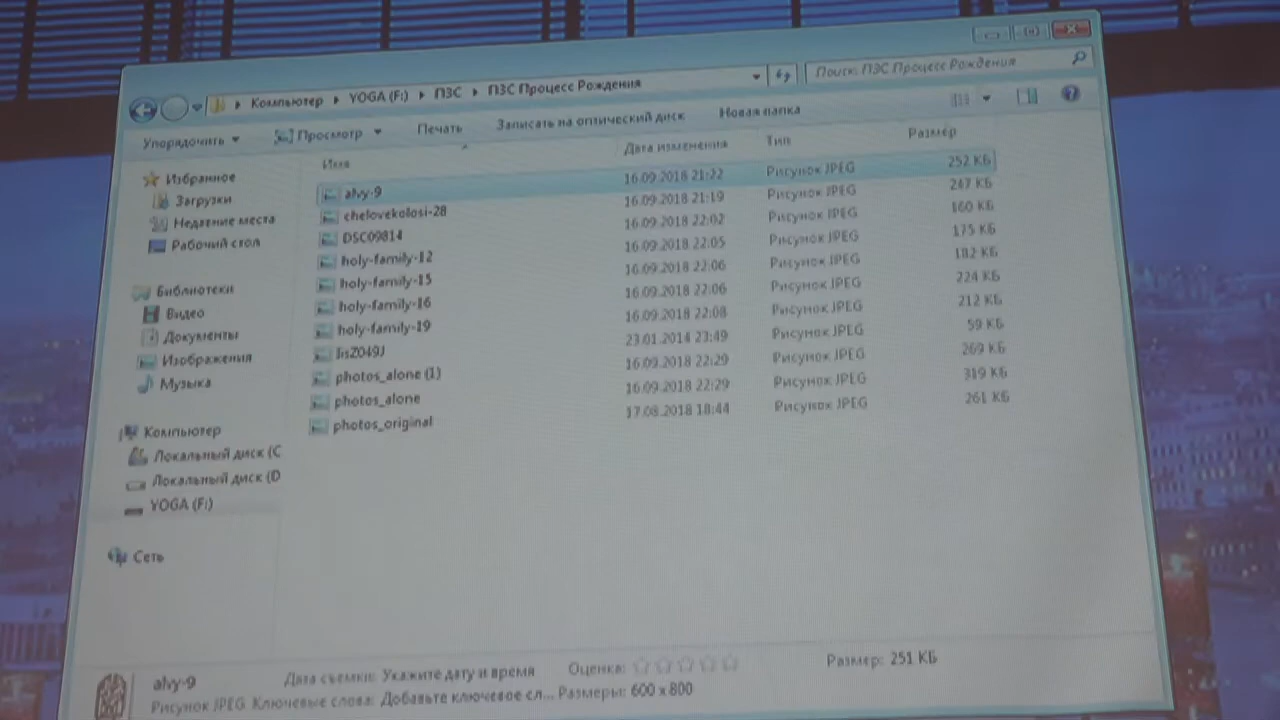 Компьютер ▸ YOGA (F:) ▸ ПЗС ▸ ПЗС Процесс Рождения
Поиск: ПЗС Процесс Рождения
Упорядочить Просмотр Печать Записать на оптический диск Новая папка
Имя Дата изменения Тип Размер
Избранное
Загрузки
Недавние места
Рабочий стол
Библиотеки
Видео
Документы
Изображения
Музыка
Компьютер
Локальный диск (C
Локальный диск (D
YOGA (F:)
Сеть
alvy-9 16.09.2018 21:22 Рисунок JPEG 252 КБ
chelovekolosi-28 16.09.2018 21:19 Рисунок JPEG 247 КБ
DSC09814 16.09.2018 22:02 Рисунок JPEG 160 КБ
holy-family-12 16.09.2018 22:05 Рисунок JPEG 175 КБ
holy-family-15 16.09.2018 22:06 Рисунок JPEG 182 КБ
holy-family-16 16.09.2018 22:06 Рисунок JPEG 224 КБ
holy-family-19 16.09.2018 22:08 Рисунок JPEG 212 КБ
23.01.2014 23:49 Рисунок JPEG 59 КБ
photos_alone (1) 16.09.2018 22:29 Рисунок JPEG 269 КБ
photos_alone 16.09.2018 22:29 Рисунок JPEG 319 КБ
photos_original 17.08.2018 18:44 Рисунок JPEG 261 КБ
alvy-9 Дата съемки: Укажите дату и время Оценка: Размер: 251 КБ
Рисунок JPEG Ключевые слова: Добавьте ключевое сл... Размеры: 600 x 800